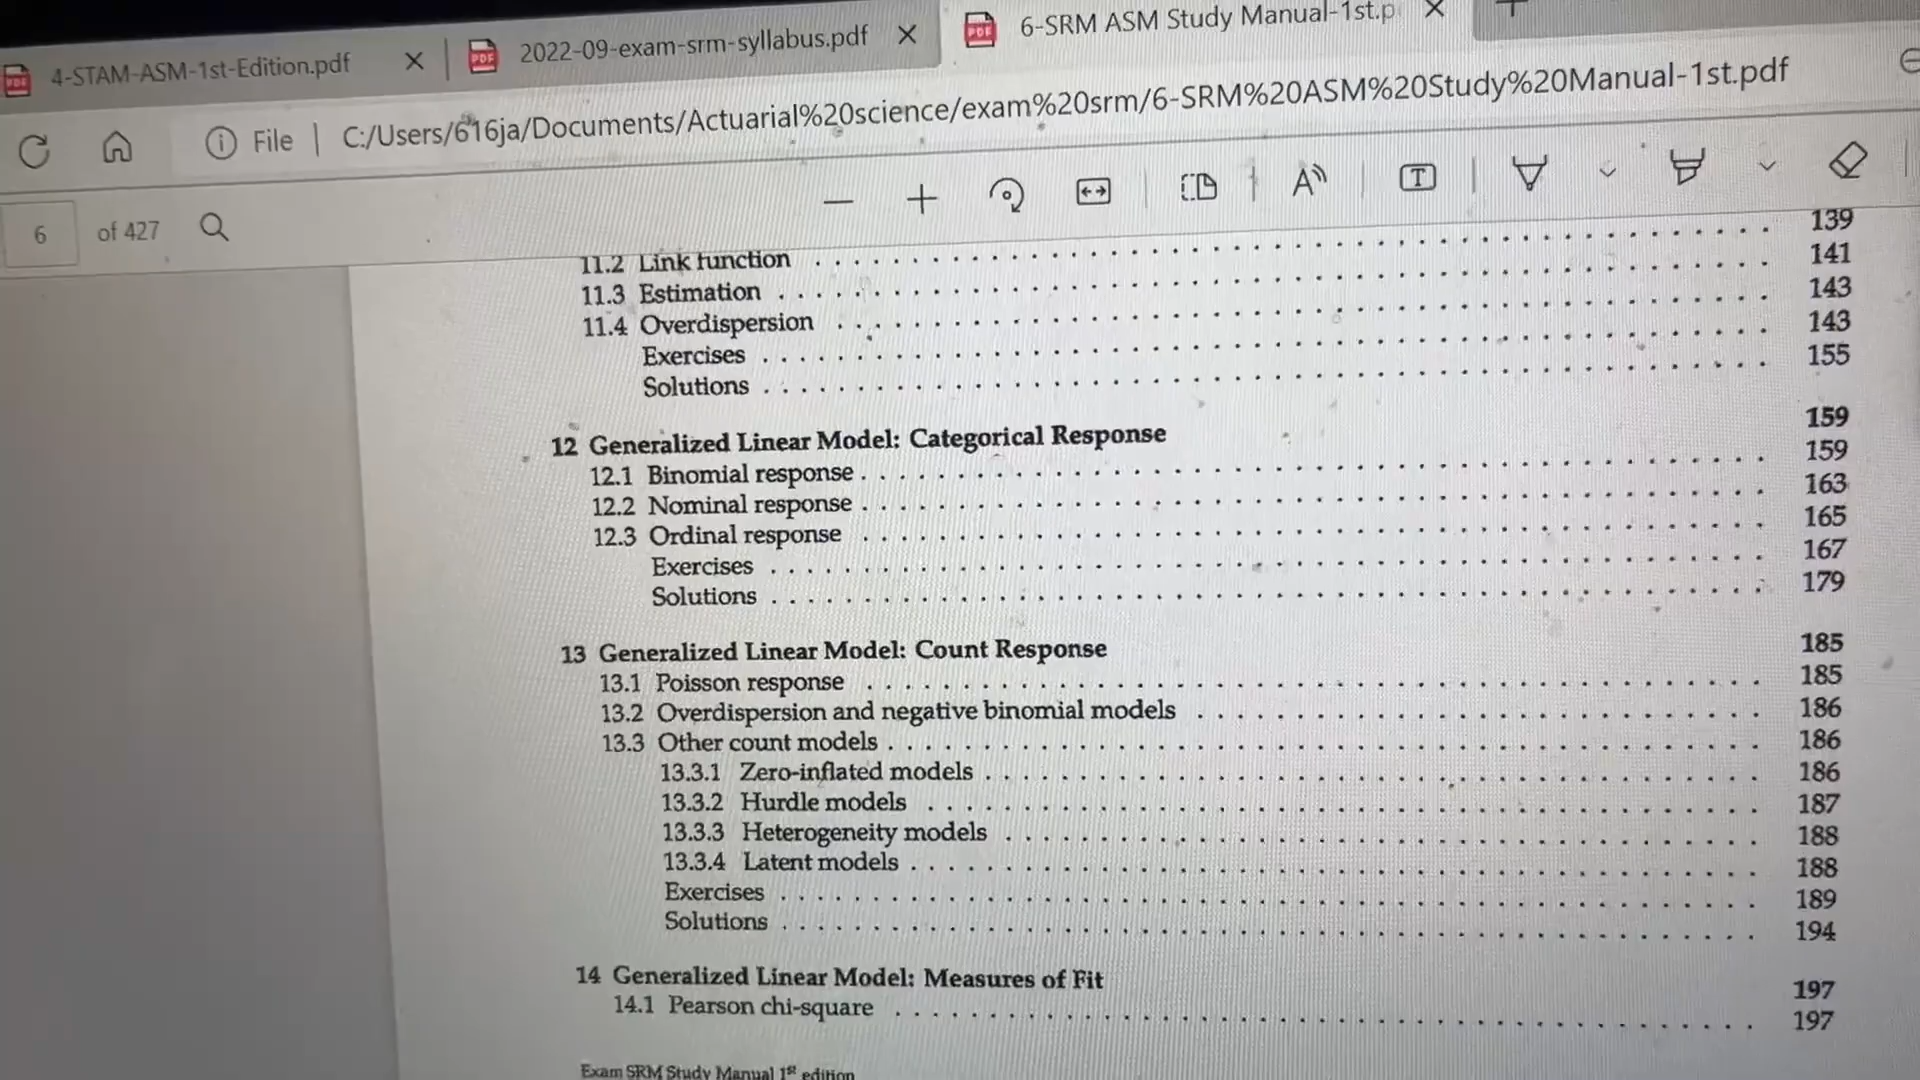 4-STAM-ASM-1st-Edition.pdf
2022-09-exam-srm-syllabus.pdf
6-SRM ASM Study Manual-1st.p
File
C:/Users/616ja/Documents/Actuarial%20science/exam%20srm/6-SRM%20ASM%20Study%20Manual-1st.pdf
6 of 427
139
11.2 Link function 141
11.3 Estimation 143
11.4 Overdispersion 143
Exercises 155
Solutions
12 Generalized Linear Model: Categorical Response 159
12.1 Binomial response 159
12.2 Nominal response 163
12.3 Ordinal response 165
Exercises 167
Solutions 179
13 Generalized Linear Model: Count Response 185
13.1 Poisson response 185
13.2 Overdispersion and negative binomial models 186
13.3 Other count models 186
13.3.1 Zero-inflated models 186
13.3.2 Hurdle models 187
13.3.3 Heterogeneity models 188
13.3.4 Latent models 188
Exercises 189
Solutions 194
14 Generalized Linear Model: Measures of Fit 197
14.1 Pearson chi-square 197
Exam SRM Study Manual 1st edition